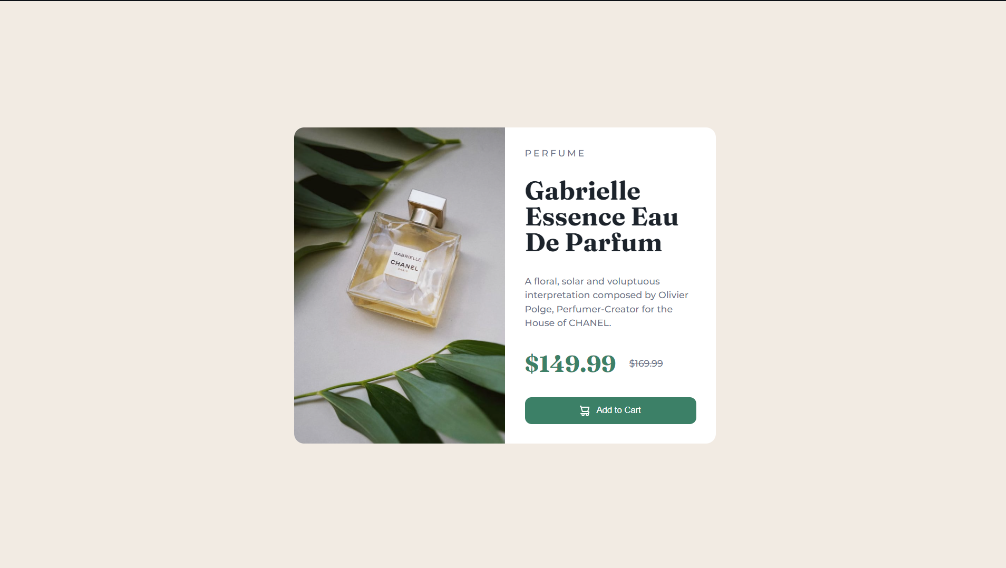 GABRIELLE
CHANEL
PERFUME
Gabrielle
Essence Eau
De Parfum
A floral, solar and voluptuous
interpretation composed by Olivier
Polge, Perfumer-Creator for the
House of CHANEL.
$149.99 $169.99
Add to Cart